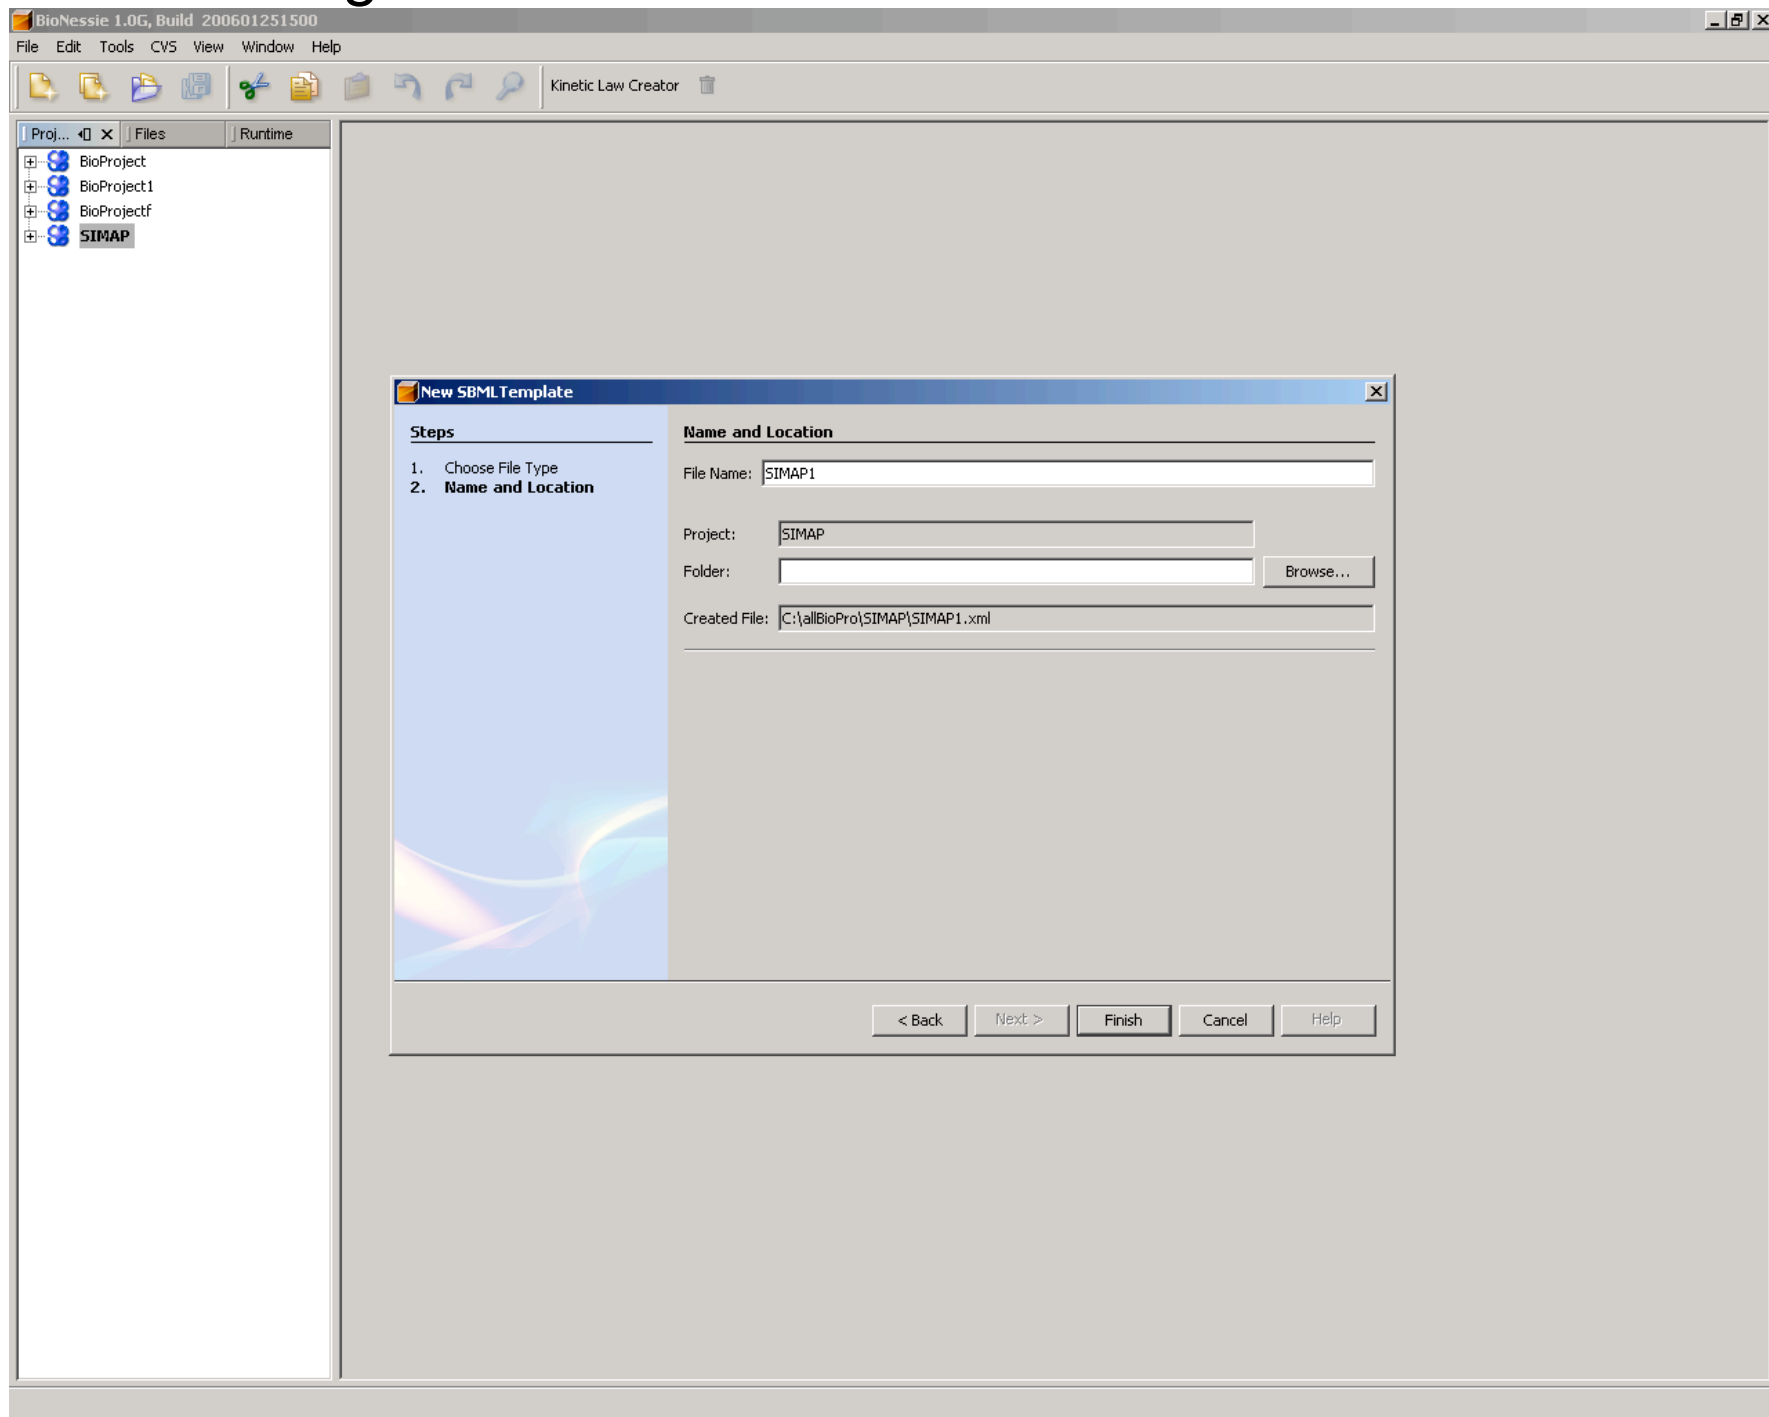 BioNessie 1.0G, Build 200601251500
File Edit Tools CVS View Window Help
Kinetic Law Creator
Proj... Files Runtime
BioProject
BioProject1
BioProjectf
SIMAP
New SBMLTemplate
Steps
1. Choose File Type
2. Name and Location
Name and Location
File Name: SIMAP1
Project: SIMAP
Folder: Browse...
Created File: C:\allBioPro\SIMAP\SIMAP1.xml
< Back Next > Finish Cancel Help